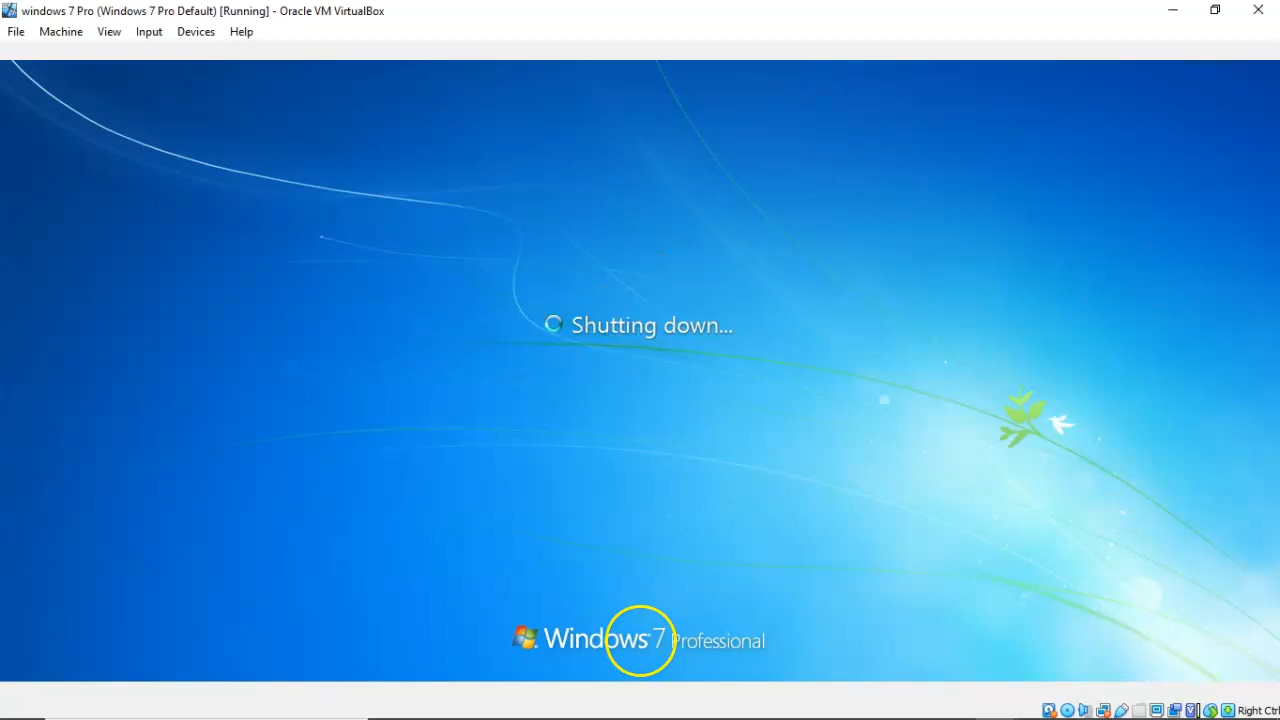 windows 7 Pro (Windows 7 Pro Default) [Running] - Oracle VM VirtualBox
File Machine View Input Devices Help
Shutting down...
Windows 7 Professional
Right Ctrl